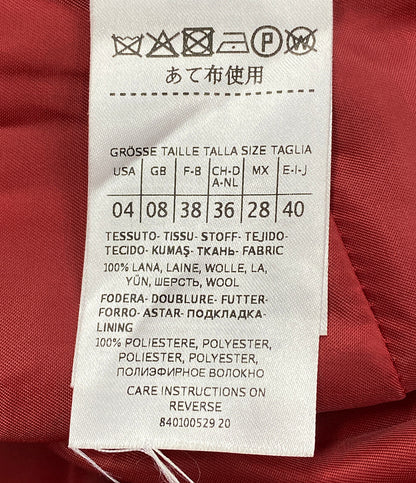 あて布使用
GRÖSSE TAILLE TALLA SIZE TAGLIA
USA GB F-B CH-D A-NL MX E-I-J
04 08 38 36 28 40
TESSUTO- TISSU- STOFF- TEJIDO-
TECIDO- KUMAŞ- ТКАНЬ- FABRIC
100% LANA, LAINE, WOLLE, LA,
YÜN, ШЕРСТЬ, WOOL
FODERA- DOUBLURE- FUTTER-
FORRO- ASTAR- ПОДКЛАДКА-
LINING
100% POLIESTERE, POLYESTER,
POLIESTER, POLYESTER,
ПОЛИЭФИРНОЕ ВОЛОКНО
CARE INSTRUCTIONS ON
REVERSE
840100529 20